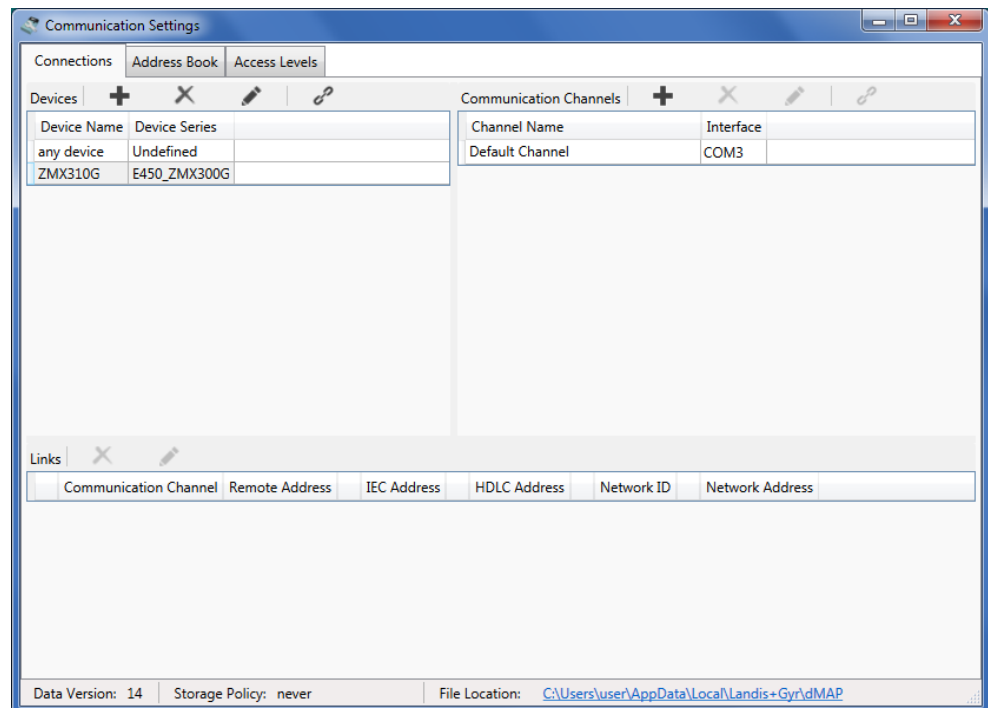 Communication Settings
Connections Address Book Access Levels
Devices
Device Name Device Series
any device Undefined
ZMX310G E450_ZMX300G
Communication Channels
Channel Name Interface
Default Channel COM3
Links
Communication Channel Remote Address IEC Address HDLC Address Network ID Network Address
Data Version: 14 Storage Policy: never File Location: C:\Users\user\AppData\Local\Landis+Gyr\dMAP